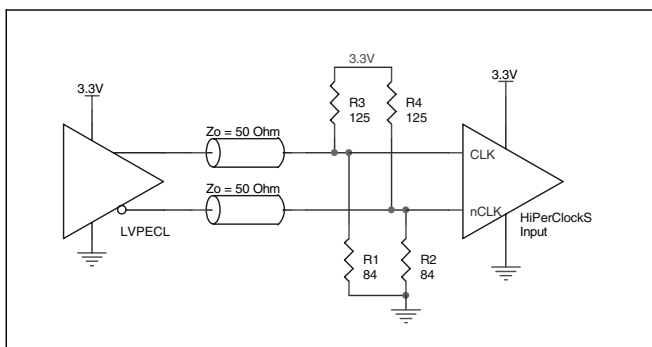 3.3V
3.3V
3.3V
R3
125
R4
125
Zo = 50 Ohm
CLK
Zo = 50 Ohm
nCLK
HiPerClockS
Input
LVPECL
R1
84
R2
84